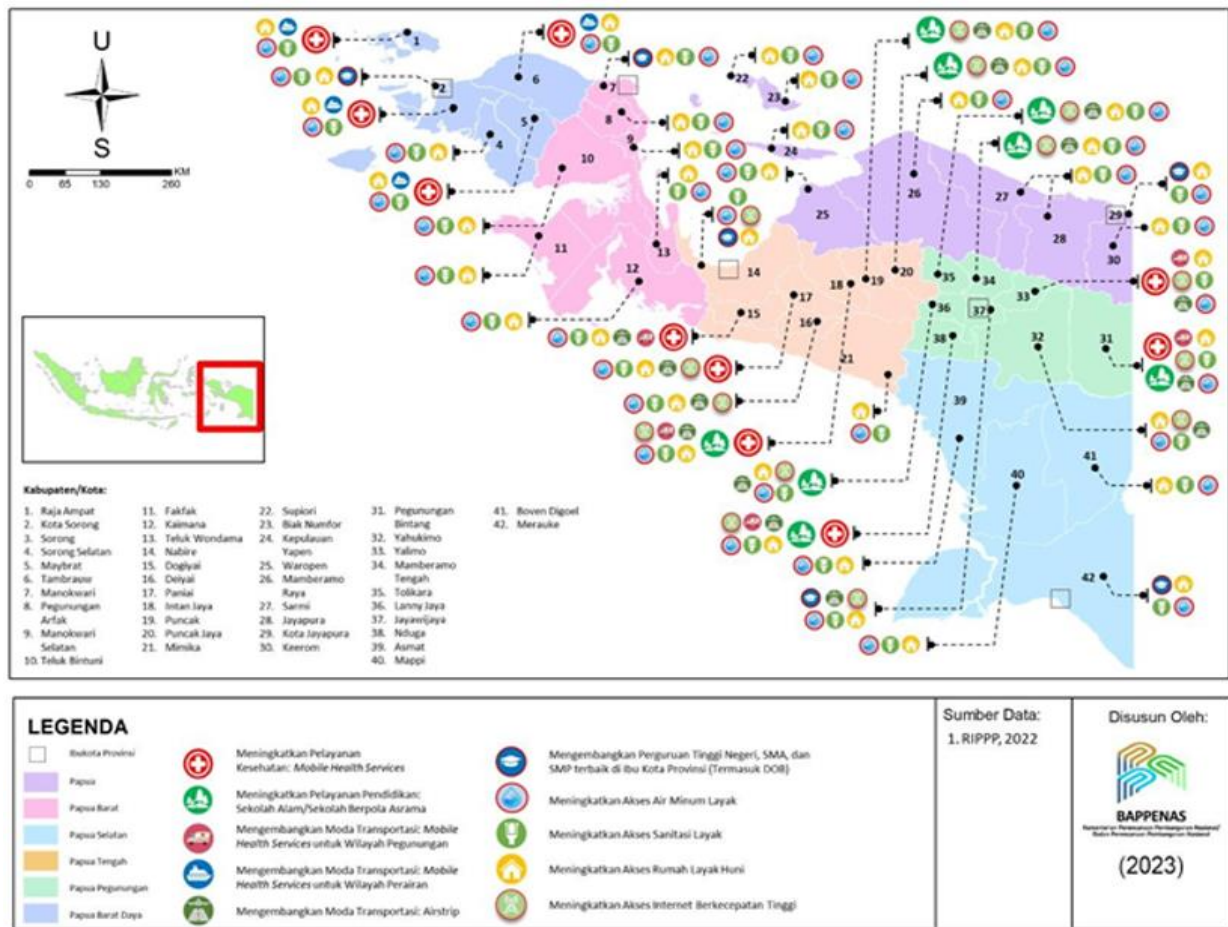 U
S
0 65 130 260 KM
1
2
4
5
6
7
8
9
10
11
12
13
14
15
16
17
18
19
20
21
22
23
24
25
26
27
28
29
30
31
32
33
34
35
36
37
38
39
40
41
42
Kabupaten/Kota:
1. Raja Ampat
2. Kota Sorong
3. Sorong
4. Sorong Selatan
5. Maybrat
6. Tambrauw
7. Manokwari
8. Pegunungan
Arfak
9. Manokwari
Selatan
10. Teluk Bintuni
11. Fakfak
12. Kaimana
13. Teluk Wondama
14. Nabire
15. Dogiyai
16. Deiyai
17. Paniai
18. Intan Jaya
19. Puncak
20. Puncak Jaya
21. Mimika
22. Supiori
23. Biak Numfor
24. Kepulauan
Yapen
25. Waropen
26. Mamberamo
Raya
27. Sarmi
28. Jayapura
29. Kota Jayapura
30. Keerom
31. Pegunungan
Bintang
32. Yahukimo
33. Yalimo
34. Mamberamo
Tengah
35. Tolikara
36. Lanny Jaya
37. Jayawijaya
38. Nduga
39. Asmat
40. Mappi
41. Boven Digoel
42. Merauke
LEGENDA
Ibukota Provinsi
Papua
Papua Barat
Papua Selatan
Papua Tengah
Papua Pegunungan
Papua Barat Daya
Meningkatkan Pelayanan
Kesehatan: Mobile Health Services
Meningkatkan Pelayanan Pendidikan:
Sekolah Alam/Sekolah Berpola Asrama
Mengembangkan Moda Transportasi: Mobile
Health Services untuk Wilayah Pegunungan
Mengembangkan Moda Transportasi: Mobile
Health Services untuk Wilayah Perairan
Mengembangkan Moda Transportasi: Airstrip
Mengembangkan Perguruan Tinggi Negeri, SMA, dan
SMP terbaik di Ibu Kota Provinsi (Termasuk DOB)
Meningkatkan Akses Air Minum Layak
Meningkatkan Akses Sanitasi Layak
Meningkatkan Akses Rumah Layak Huni
Meningkatkan Akses Internet Berkecepatan Tinggi
Sumber Data:
1. RIPPP, 2022
Disusun Oleh:
BAPPENAS
Kementerian Perencanaan Pembangunan Nasional/
Badan Perencanaan Pembangunan Nasional
(2023)